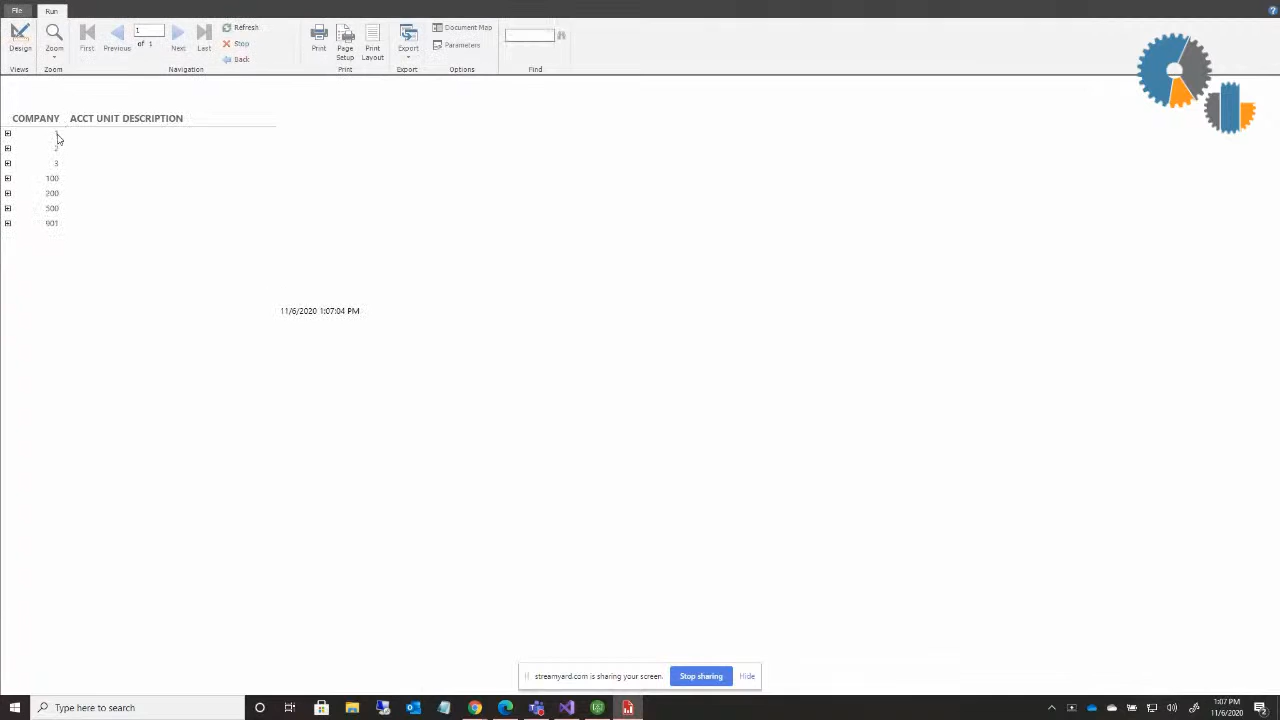 File Run
Design
Zoom
First
Previous
1
of 1
Next
Last
Refresh
Stop
Back
Print
Page Setup
Print Layout
Export
Document Map
Parameters
Views Zoom Navigation Print Export Options Find
COMPANY ACCT UNIT DESCRIPTION
2
3
100
200
500
901
11/6/2020 1:07:04 PM
streamyard.com is sharing your screen. Stop sharing Hide
Type here to search
1:07 PM
11/6/2020